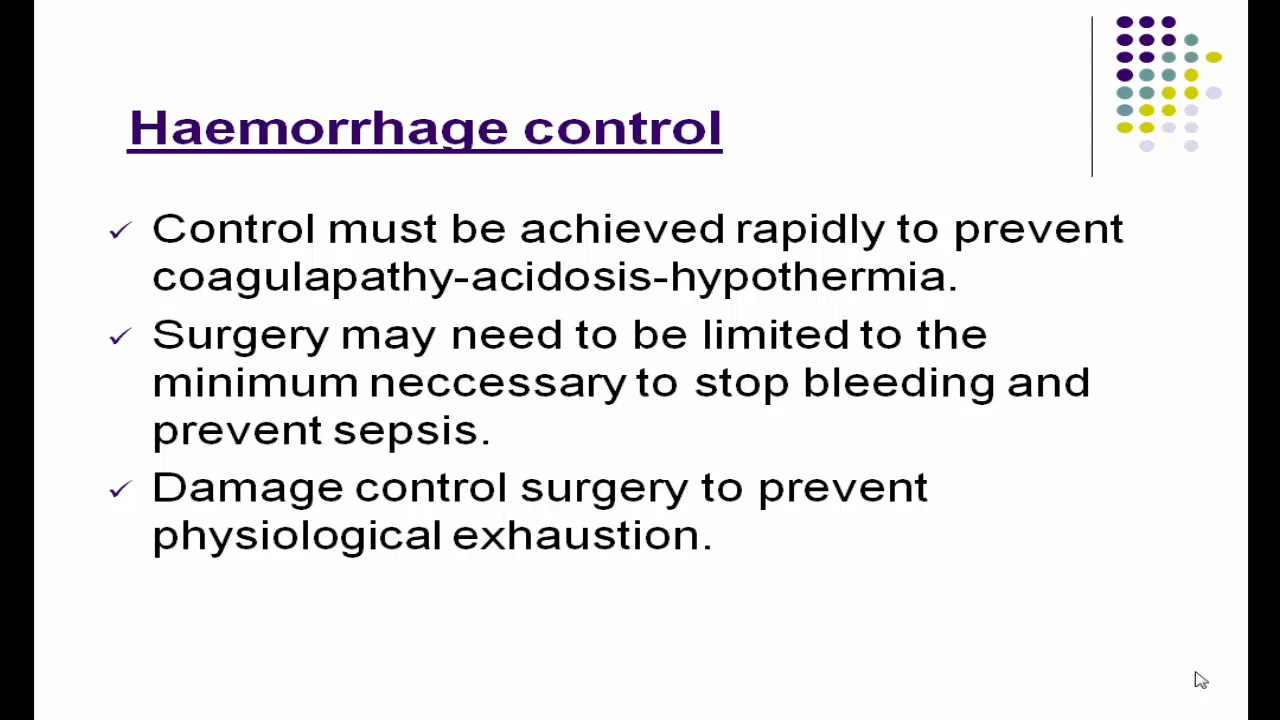 Haemorrhage control
✓ Control must be achieved rapidly to prevent
coagulapathy-acidosis-hypothermia.
✓ Surgery may need to be limited to the
minimum neccessary to stop bleeding and
prevent sepsis.
✓ Damage control surgery to prevent
physiological exhaustion.